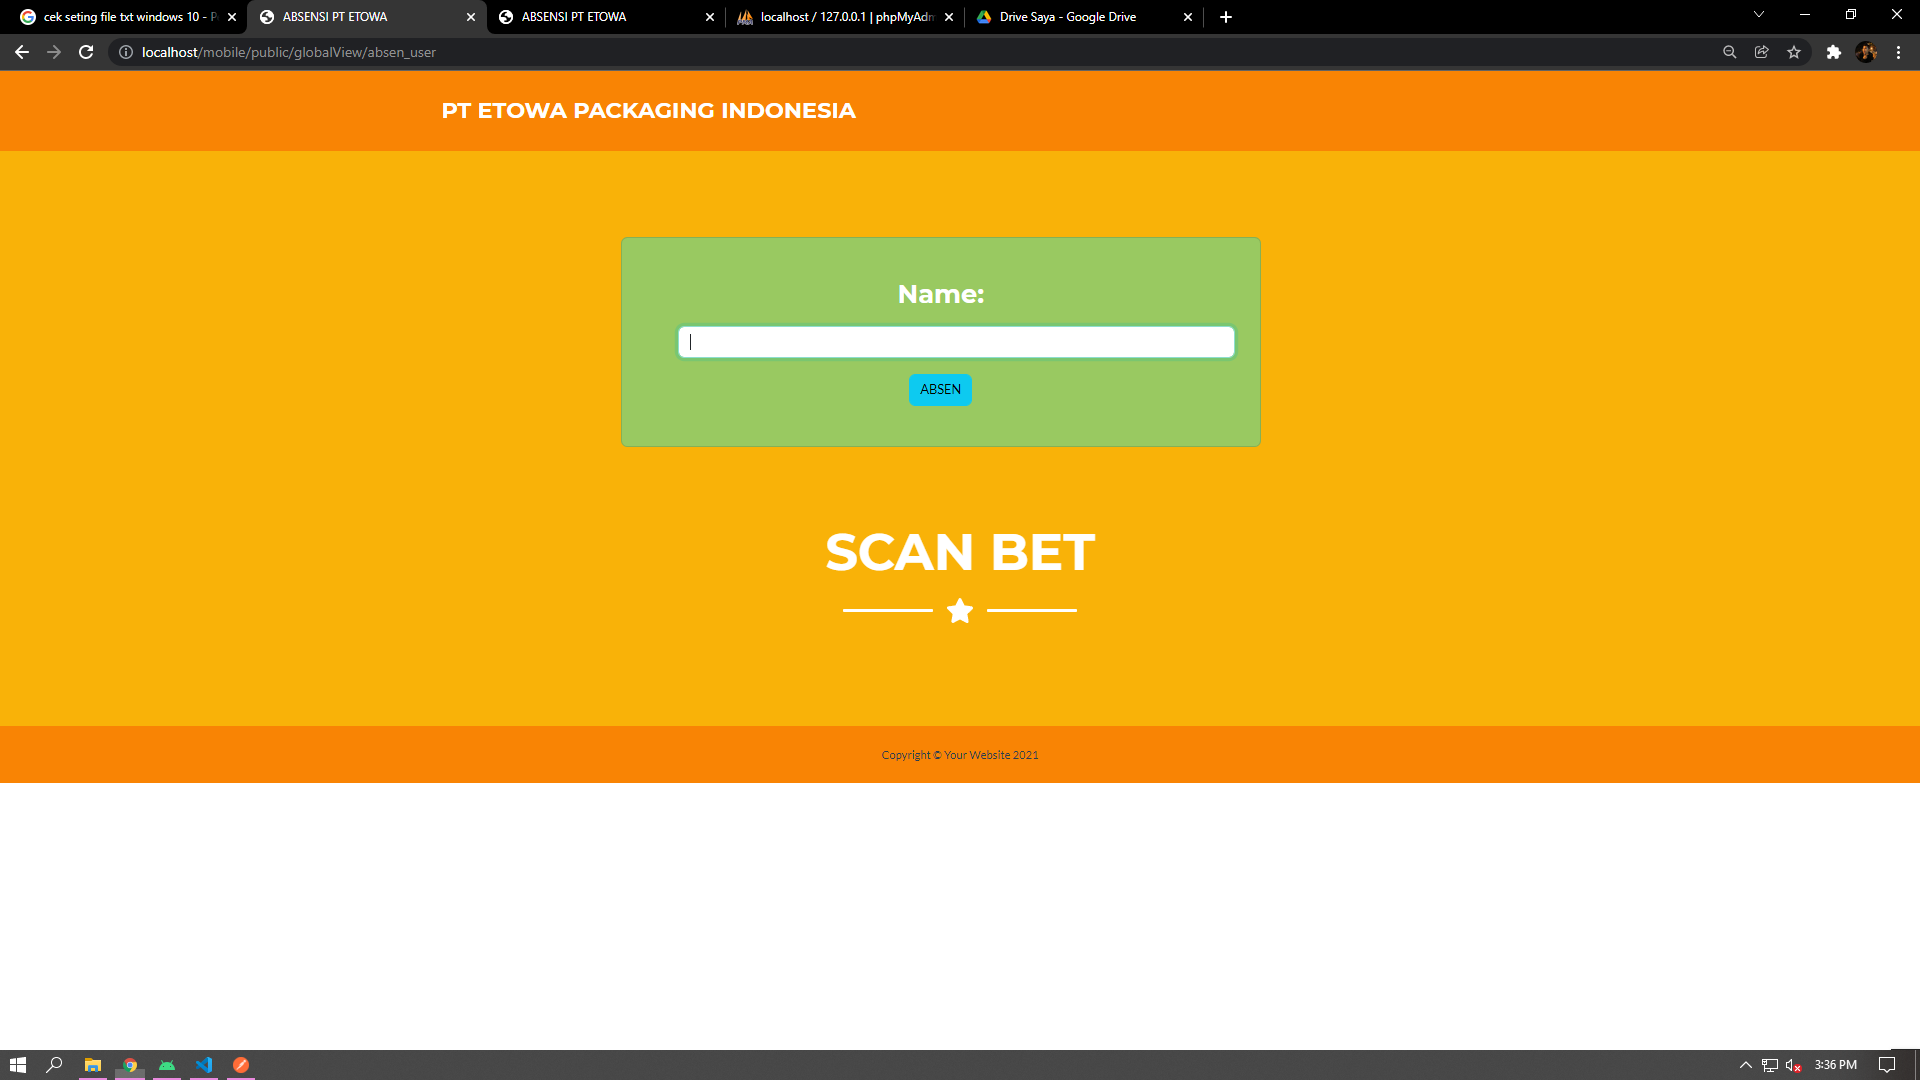 cek seting file txt windows 10 - P
ABSENSI PT ETOWA
ABSENSI PT ETOWA
localhost / 127.0.0.1 | phpMyAdm
Drive Saya - Google Drive
localhost/mobile/public/globalView/absen_user
PT ETOWA PACKAGING INDONESIA
Name:
ABSEN
SCAN BET
Copyright © Your Website 2021
3:36 PM